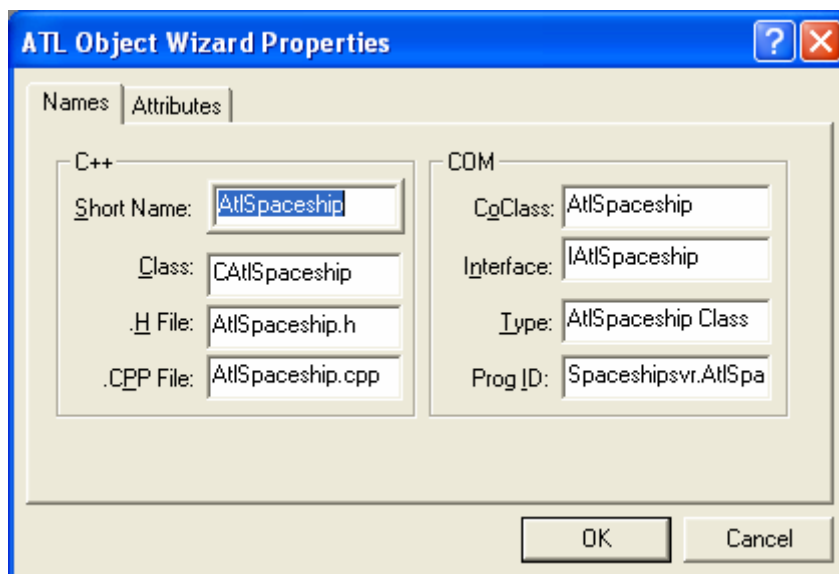 ATL Object Wizard Properties
Names
Attributes
C++
Short Name: AtlSpaceship
Class: CAtlSpaceship
.H File: AtlSpaceship.h
.CPP File: AtlSpaceship.cpp
COM
CoClass: AtlSpaceship
Interface: IAtlSpaceship
Type: AtlSpaceship Class
Prog ID: Spaceshipsvr.AtlSpa
OK
Cancel